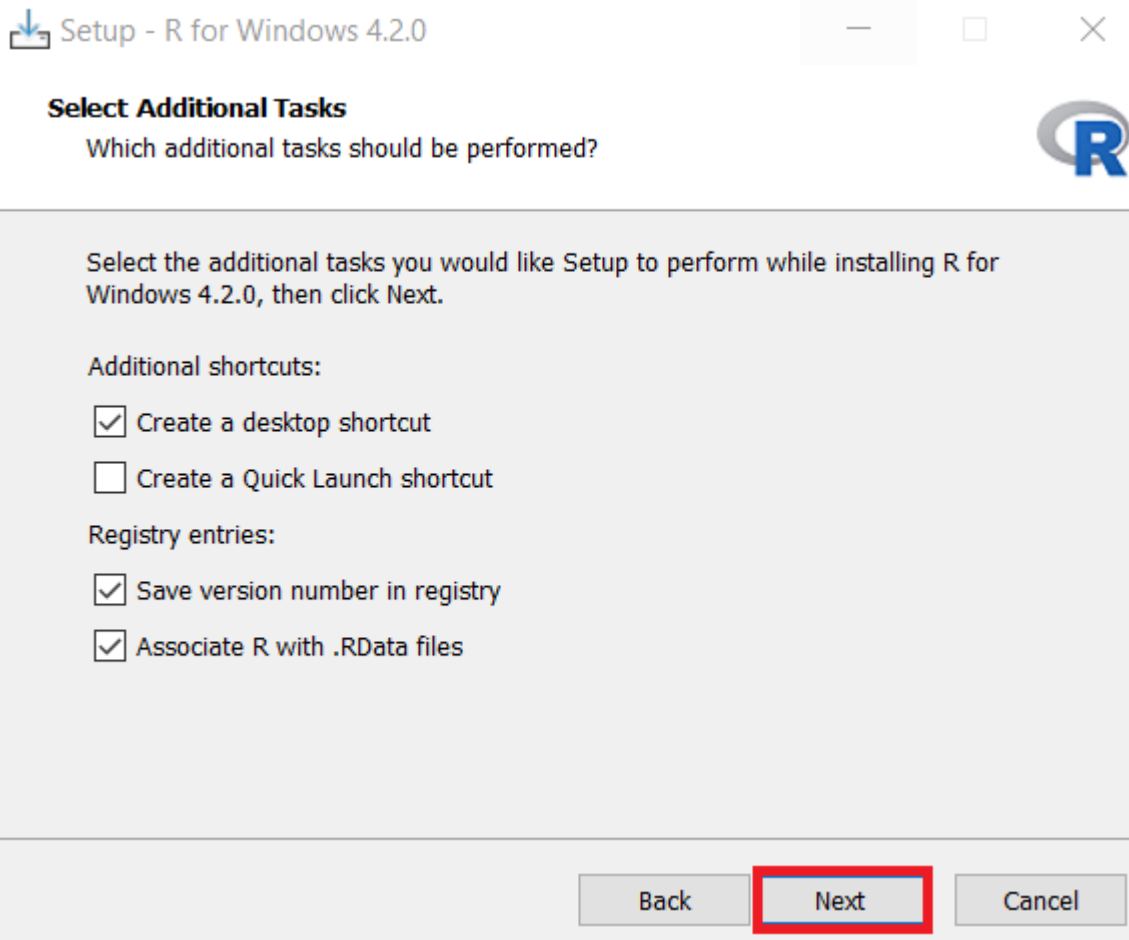 Setup - R for Windows 4.2.0
Select Additional Tasks
Which additional tasks should be performed?
R
Select the additional tasks you would like Setup to perform while installing R for
Windows 4.2.0, then click Next.
Additional shortcuts:
Create a desktop shortcut
Create a Quick Launch shortcut
Registry entries:
Save version number in registry
Associate R with .RData files
Back Next Cancel